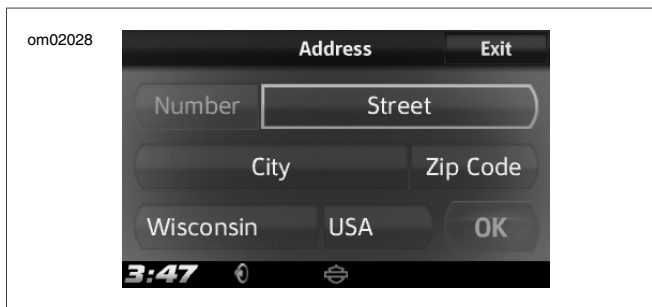 om02028
Address Exit
Number Street
City Zip Code
Wisconsin USA OK
3:47